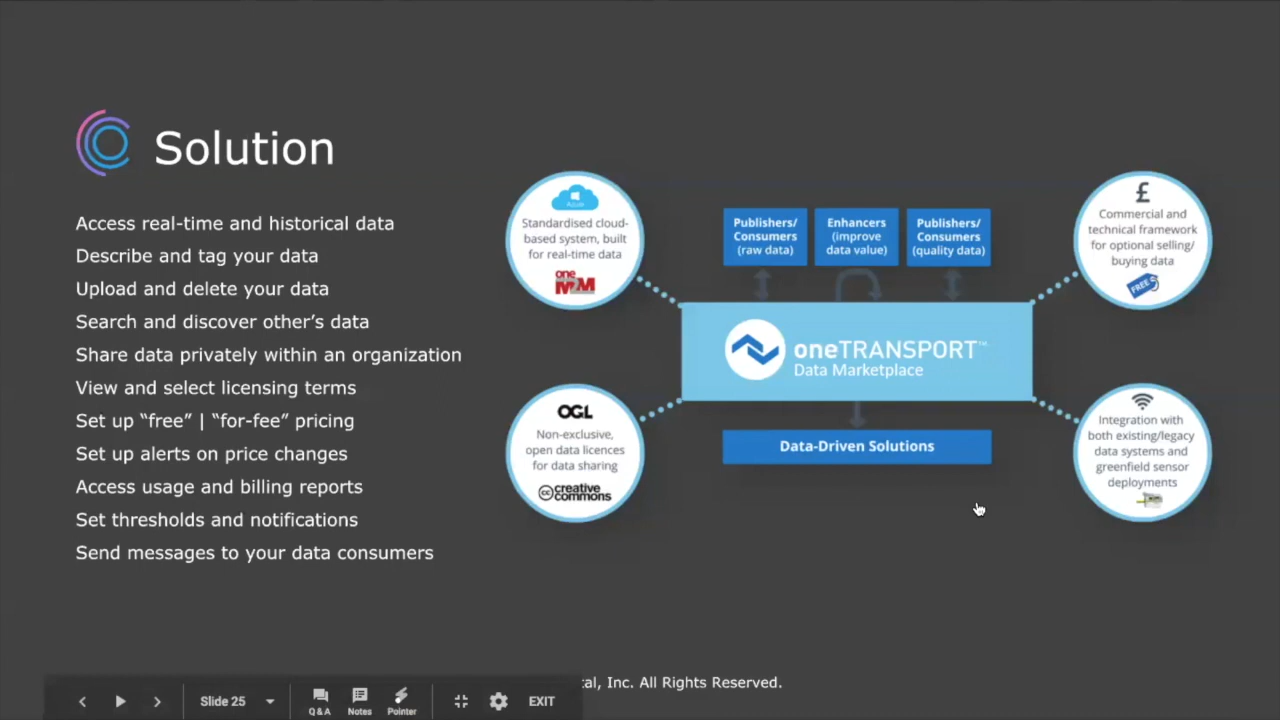 Solution
Access real-time and historical data
Describe and tag your data
Upload and delete your data
Search and discover other’s data
Share data privately within an organization
View and select licensing terms
Set up “free” | “for-fee” pricing
Set up alerts on price changes
Access usage and billing reports
Set thresholds and notifications
Send messages to your data consumers
Azure
Standardised cloud-
based system, built
for real-time data
one
M2M
Publishers/
Consumers
(raw data)
Enhancers
(improve
data value)
Publishers/
Consumers
(quality data)
£
Commercial and
technical framework
for optional selling/
buying data
FREE
oneTRANSPORT™
Data Marketplace
OGL
Non-exclusive,
open data licences
for data sharing
cc creative
commons
Data-Driven Solutions
Integration with
both existing/legacy
data systems and
greenfield sensor
deployments
Inc. All Rights Reserved.
Slide 25
Q&A
Notes
Pointer
EXIT